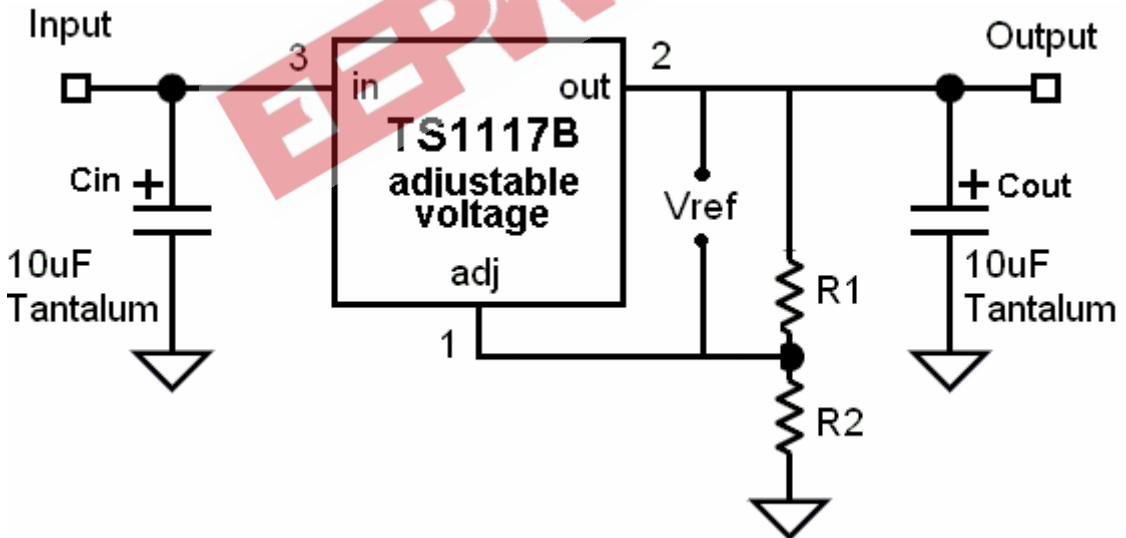 Input
Output
3
2
in
out
TS1117B
adjustable
voltage
adj
1
Cin +
10uF
Tantalum
Vref
R1
R2
+ Cout
10uF
Tantalum